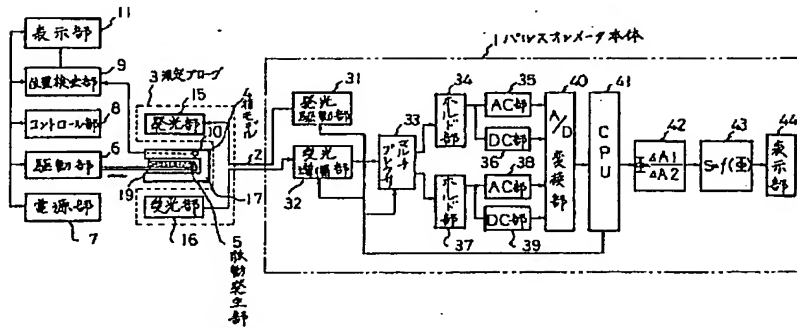 11
表示部
9
位置検出部
8
コントロール部
6
駆動部
電源部
7
3 測定プローブ
15
発光部
10
4 指モデル
2
17
19
受光部
16
5 脈動発生部
1 パルスオキシメータ本体
31
発光駆動部
受光増幅部
32
33
マルチプレクサ
34
ホールド部
ホールド部
37
35
AC部
DC部
36
38
AC部
DC部
39
40
A/D変換部
41
CPU
42
Φ ΔA1
ΔA2
43
S=f(Φ)
44
表示部